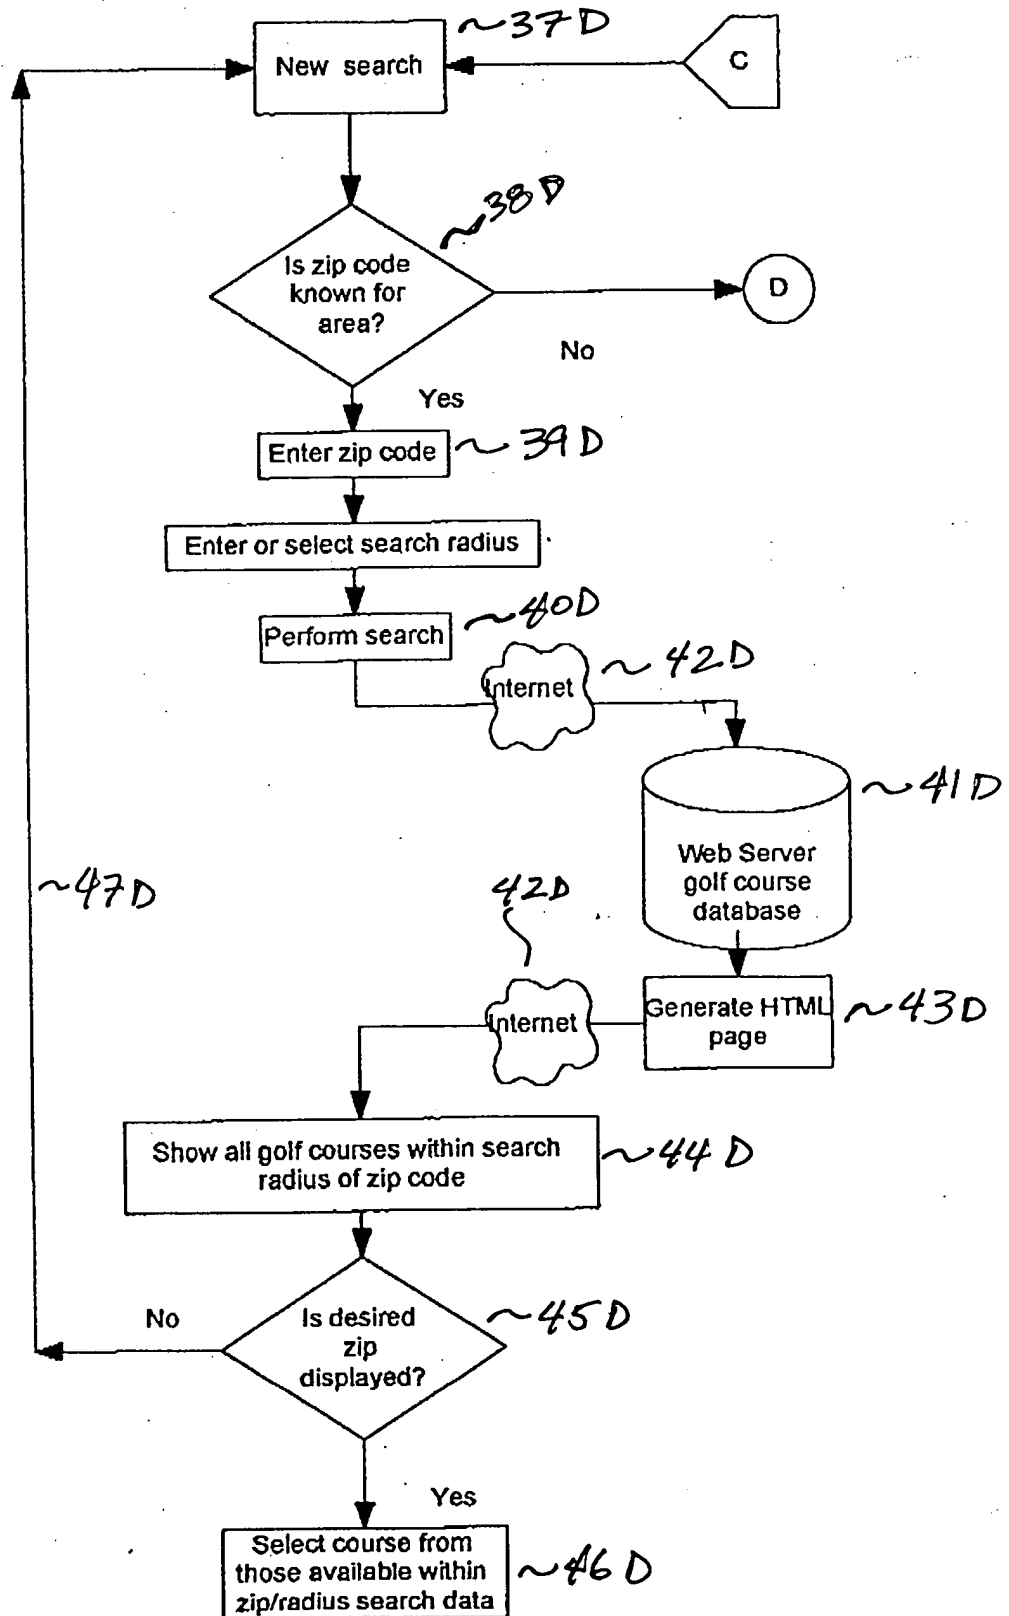 ~37D
New search
C
~38D
Is zip code
known for
area?
D
No
Yes
Enter zip code
~39D
Enter or select search radius
~40D
Perform search
Internet
~42D
~41D
Web Server
golf course
database
~47D
42D
Internet
Generate HTML
page
~43D
Show all golf courses within search
radius of zip code
~44D
No
Is desired
zip
displayed?
~45D
Yes
Select course from
those available within
zip/radius search data
~46D